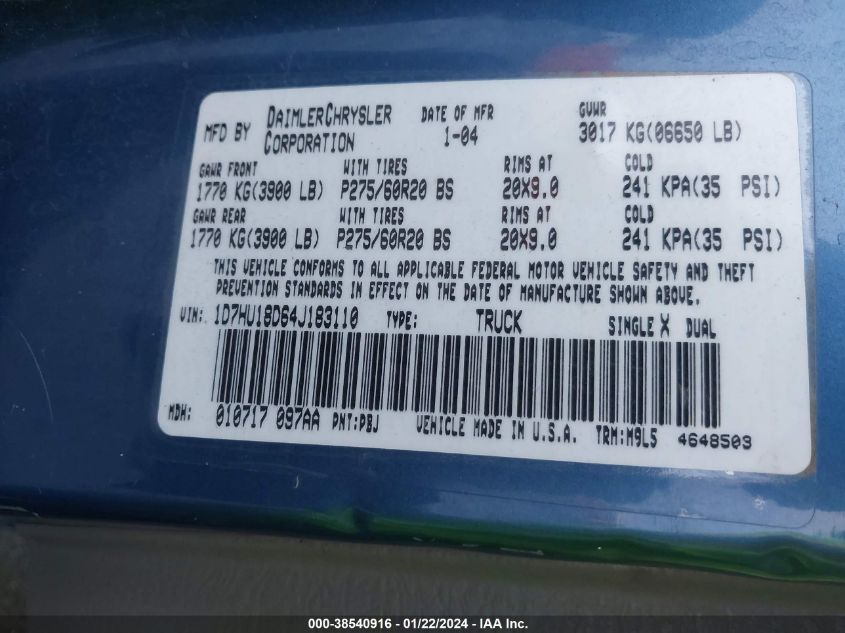 MFD BY DAIMLERCHRYSLER CORPORATION DATE OF MFR 1-04 GVWR 3017 KG(06650 LB)
GAWR FRONT WITH TIRES RIMS AT COLD
1770 KG(3900 LB) P275/60R20 BS 20X9.0 241 KPA(35 PSI)
GAWR REAR WITH TIRES RIMS AT COLD
1770 KG(3900 LB) P275/60R20 BS 20X9.0 241 KPA(35 PSI)
THIS VEHICLE CONFORMS TO ALL APPLICABLE FEDERAL MOTOR VEHICLE SAFETY AND THEFT
PREVENTION STANDARDS IN EFFECT ON THE DATE OF MANUFACTURE SHOWN ABOVE.
VIN: 1D7HU18D64J183110 TYPE: TRUCK SINGLE X DUAL
MDH: 010717 097AA PNT:PBJ VEHICLE MADE IN U.S.A. TRM:M9L5 4648503
000-38540916 - 01/22/2024 - IAAI.COM